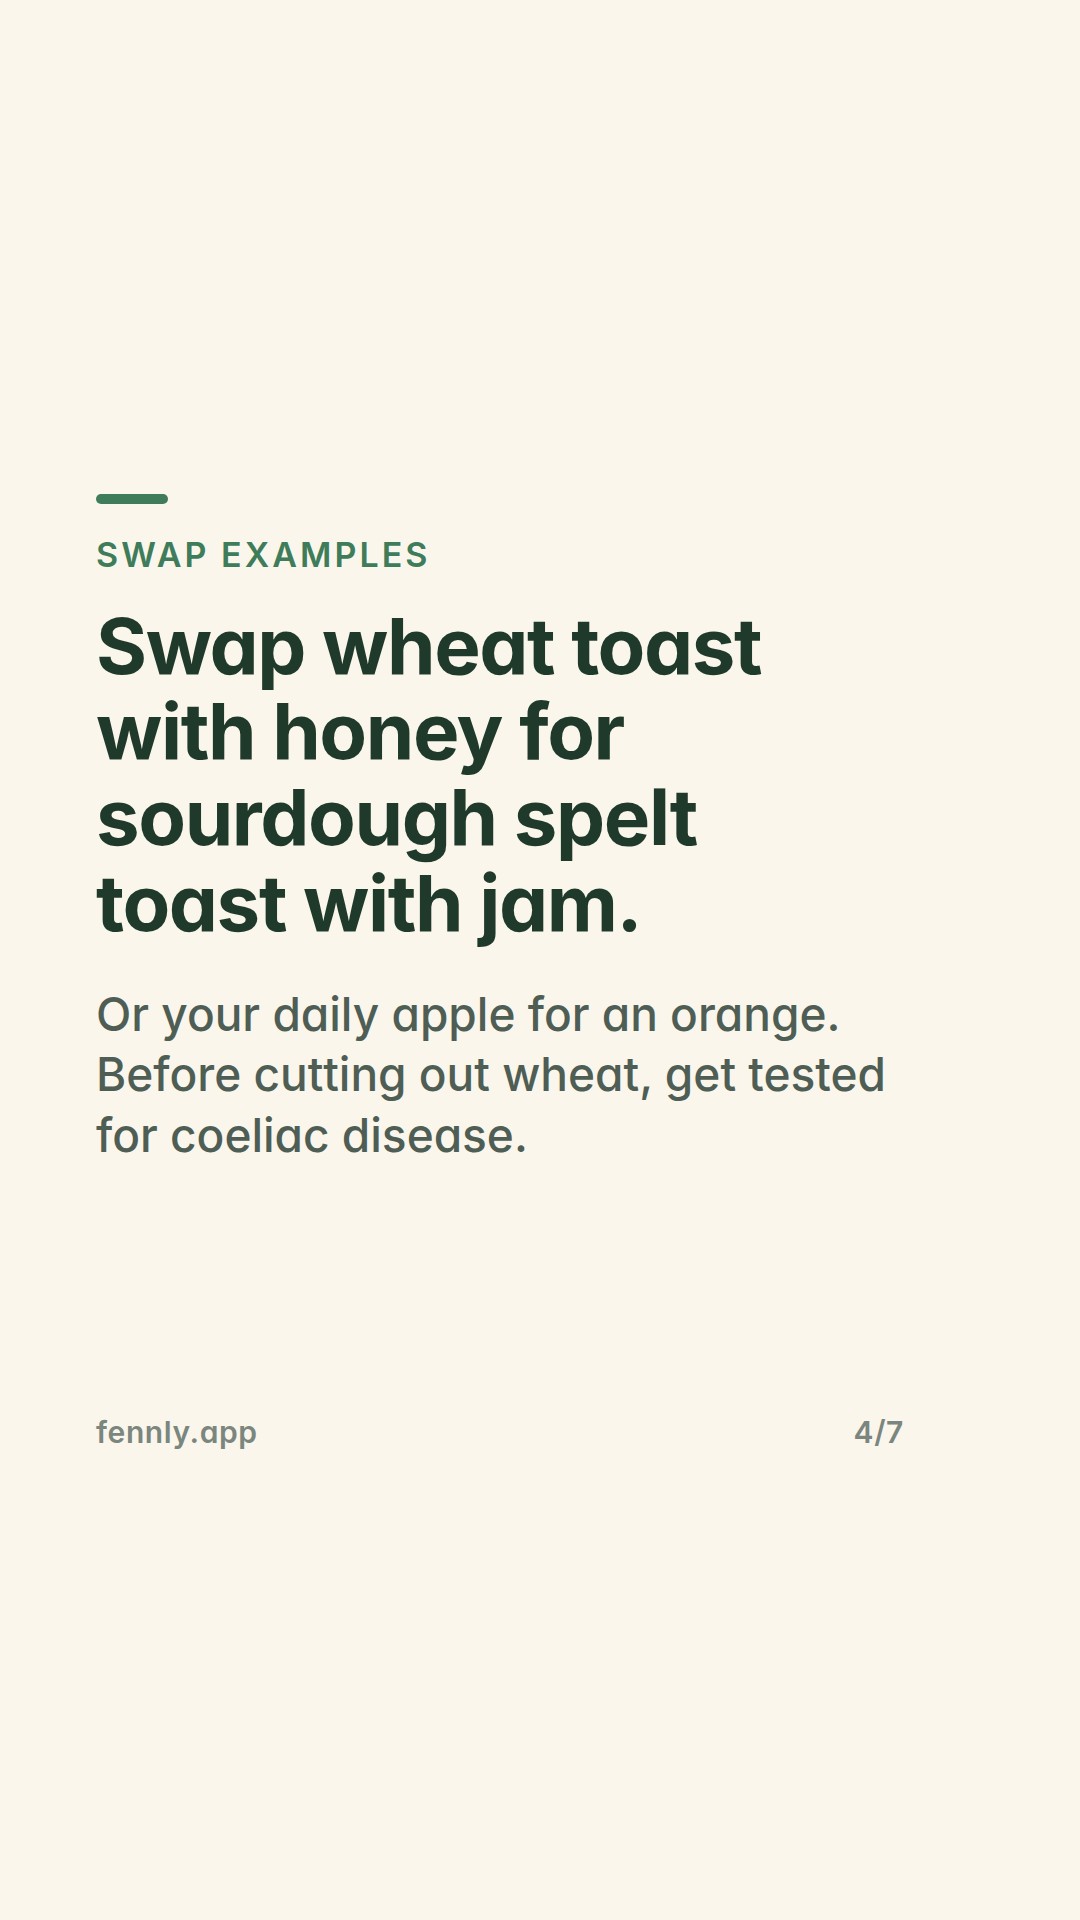 SWAP EXAMPLES
Swap wheat toast
with honey for
sourdough spelt
toast with jam.
Or your daily apple for an orange.
Before cutting out wheat, get tested
for coeliac disease.
fennly.app
4/7